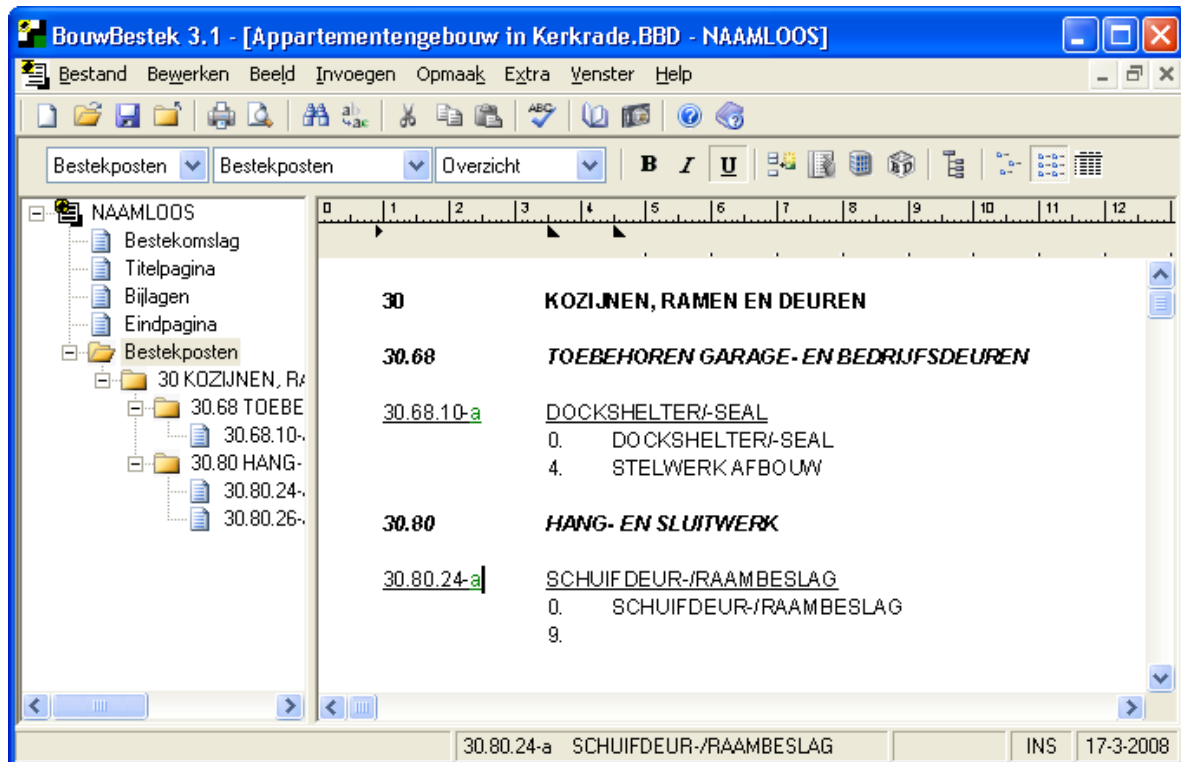 BouwBestek 3.1 - [Appartementengebouw in Kerkrade.BBD - NAAMLOOS]
Bestand Bewerken Beeld Invoegen Opmaak Extra Venster Help
Bestekposten Bestekposten Overzicht B I U
NAAMLOOS
Bestekomslag
Titelpagina
Bijlagen
Eindpagina
Bestekposten
30 KOZIJNEN, RA
30.68 TOEBE
30.68.10-
30.80 HANG-
30.80.24-
30.80.26-
0 1 2 3 4 5 6 7 8 9 10 11 12
30 KOZIJNEN, RAMEN EN DEUREN
30.68 TOEBEHOREN GARAGE- EN BEDRIJFSDEUREN
30.68.10-a DOCKSHELTER/-SEAL
0. DOCKSHELTER/-SEAL
4. STELWERK AFBOUW
30.80 HANG- EN SLUITWERK
30.80.24-a SCHUIFDEUR-/RAAMBESLAG
0. SCHUIFDEUR-/RAAMBESLAG
9.
30.80.24-a SCHUIFDEUR-/RAAMBESLAG INS 17-3-2008